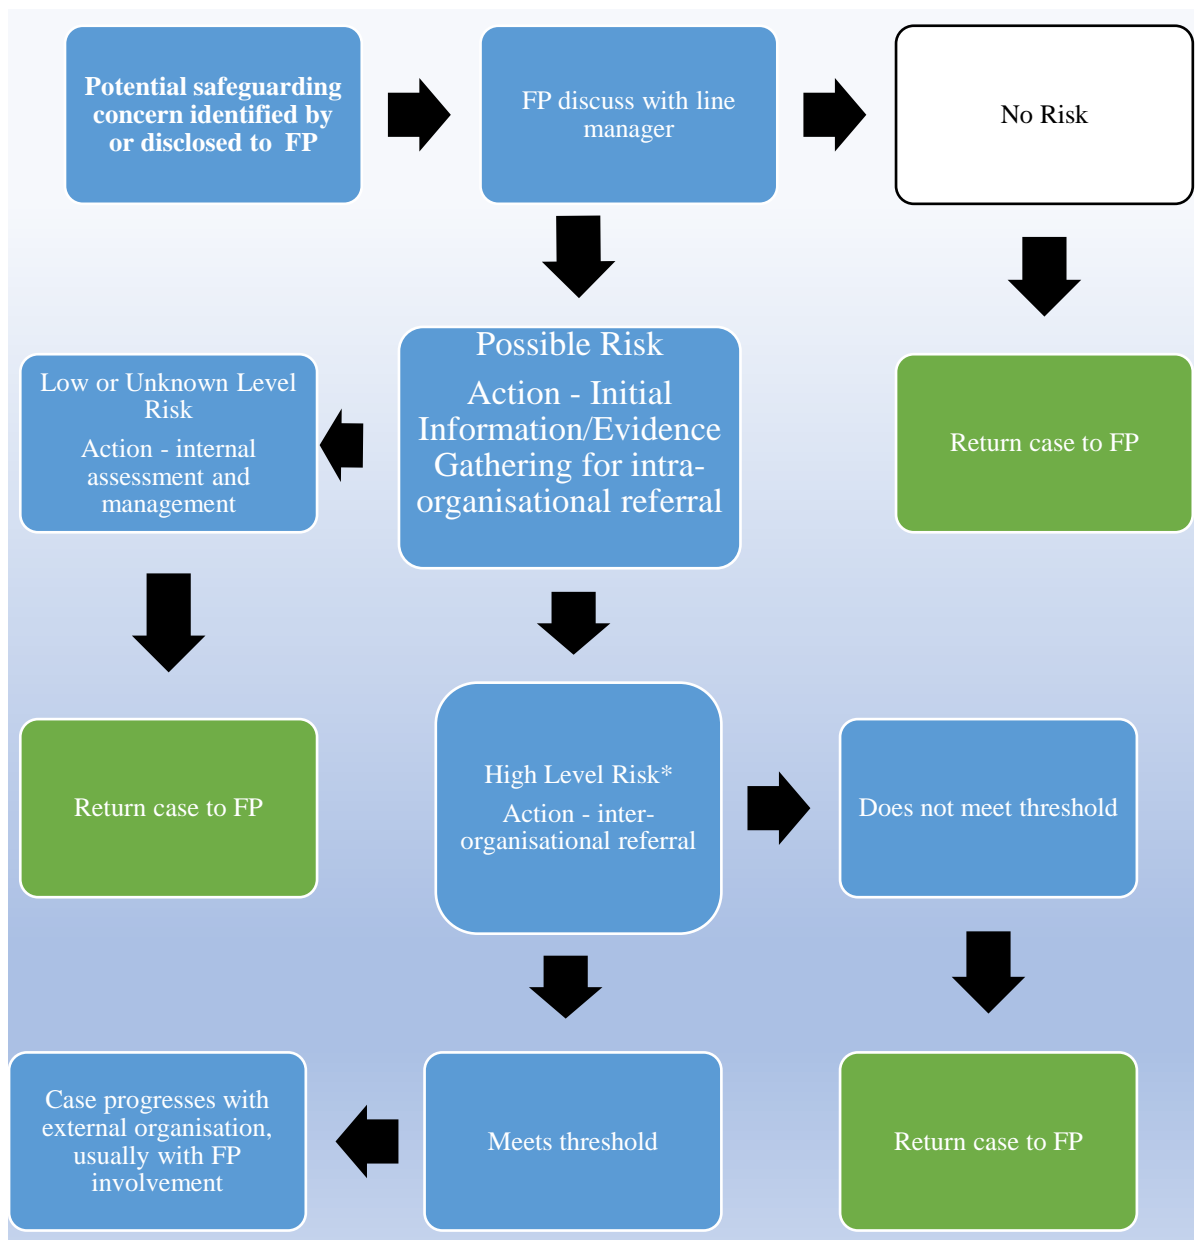 Potential safeguarding
concern identified by
or disclosed to FP
FP discuss with line
manager
No Risk
Possible Risk
Action - Initial
Information/Evidence
Gathering for intra-
organisational referral
Low or Unknown Level
Risk
Action - internal
assessment and
management
Return case to FP
Return case to FP
High Level Risk*
Action - inter-
organisational referral
Does not meet threshold
Case progresses with
external organisation,
usually with FP
involvement
Meets threshold
Return case to FP